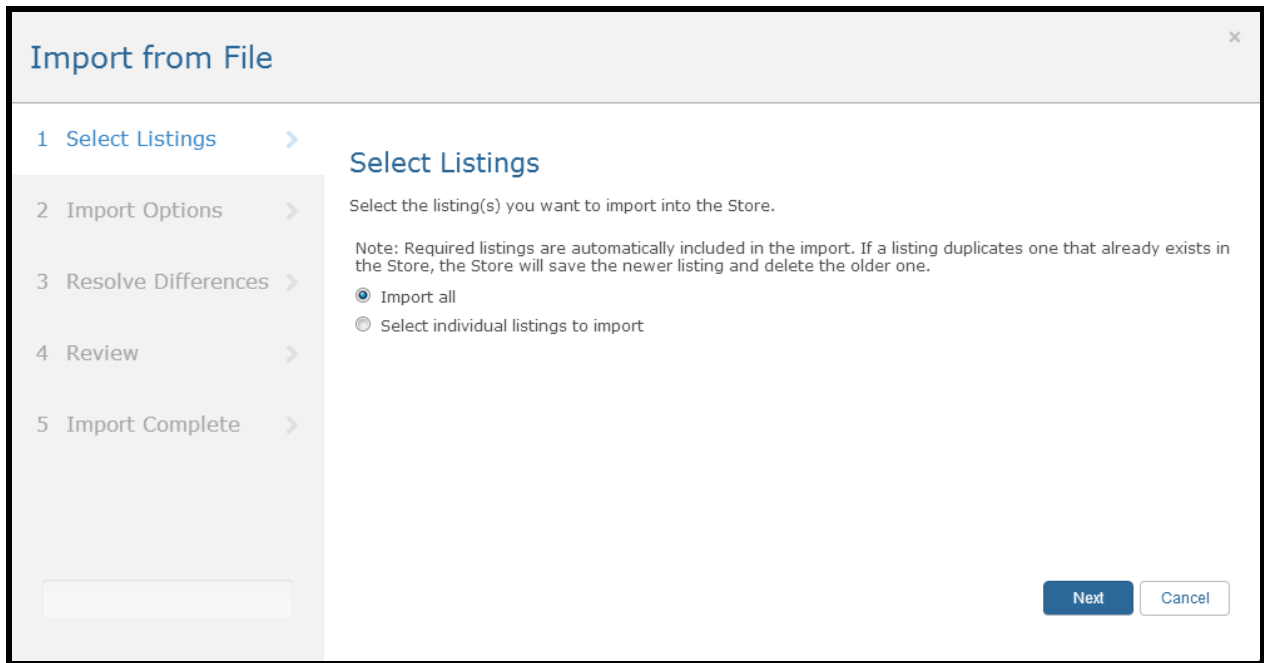 Import from File
×
1 Select Listings
2 Import Options
3 Resolve Differences
4 Review
5 Import Complete
Select Listings
Select the listing(s) you want to import into the Store.
Note: Required listings are automatically included in the import. If a listing duplicates one that already exists in
the Store, the Store will save the newer listing and delete the older one.
Import all
Select individual listings to import
Next
Cancel